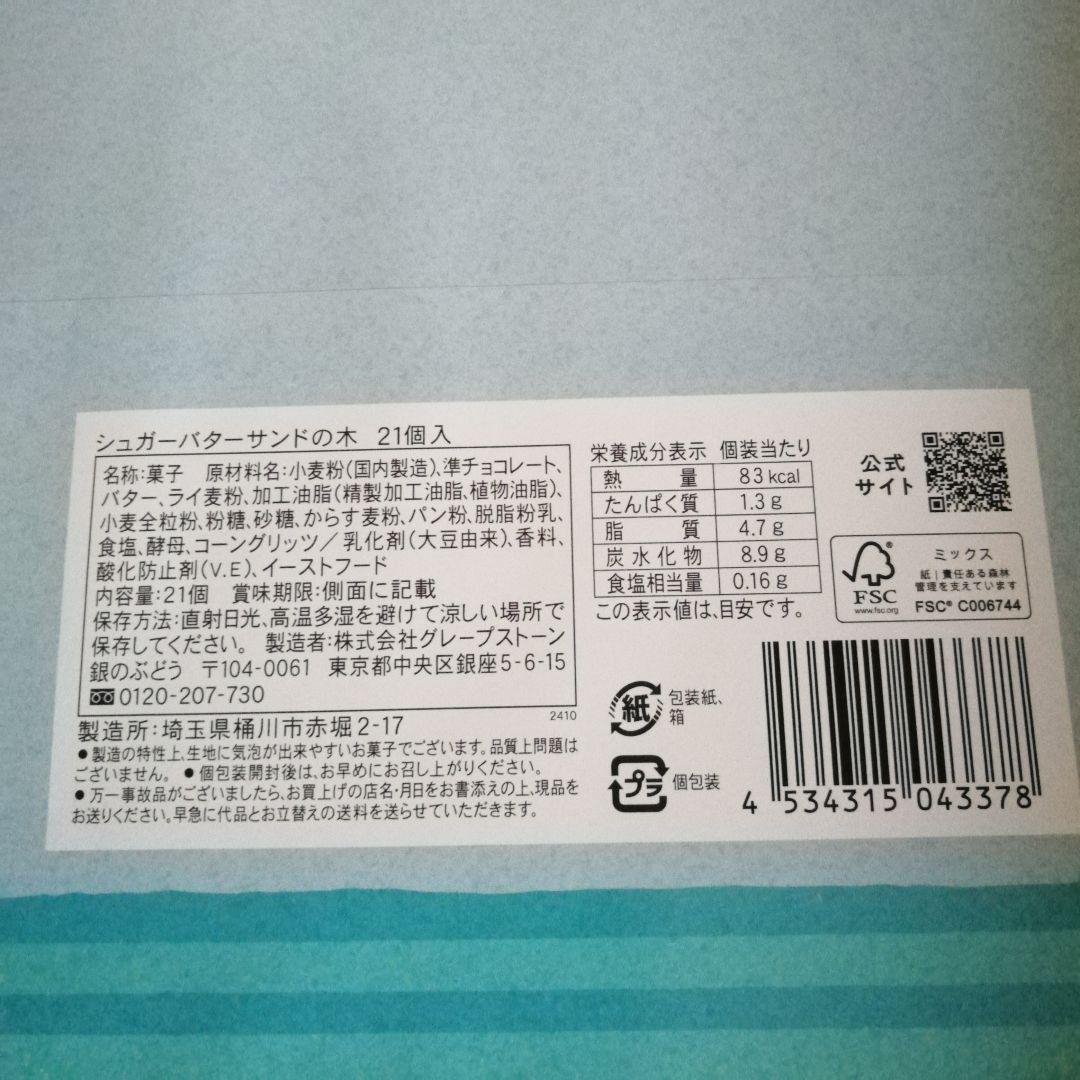 シュガーバターサンドの木 21個入
名称:菓子 原材料名:小麦粉(国内製造)、準チョコレート、
バター、ライ麦粉、加工油脂(精製加工油脂、植物油脂)、
小麦全粒粉、粉糖、砂糖、からす麦粉、パン粉、脱脂粉乳、
食塩、酵母、コーングリッツ/乳化剤(大豆由来)、香料、
酸化防止剤(V.E)、イーストフード
内容量:21個 賞味期限:側面に記載
保存方法:直射日光、高温多湿を避けて涼しい場所で
保存してください。 製造者:株式会社グレープストーン
銀のぶどう 〒104-0061 東京都中央区銀座5-6-15
0120-207-730
2410
製造所:埼玉県桶川市赤堀2-17
●製造の特性上、生地に気泡が出来やすいお菓子でございます。品質上問題は
ございません。 ●個包装開封後は、お早めにお召し上がりください。
●万一事故品がございましたら、お買上げの店名・月日をお書添えの上、現品を
お送りください。早急に代品とお立替えの送料を送らせていただきます。
栄養成分表示 個装当たり
熱量 83kcal
たんぱく質 1.3g
脂質 4.7g
炭水化物 8.9g
食塩相当量 0.16g
この表示値は、目安です。
公式
サイト
FSC
www.fsc.org
ミックス
紙|責任ある森林
管理を支えています
FSC® C006744
紙
包装紙、
箱
プラ
個包装
4 534315 043378